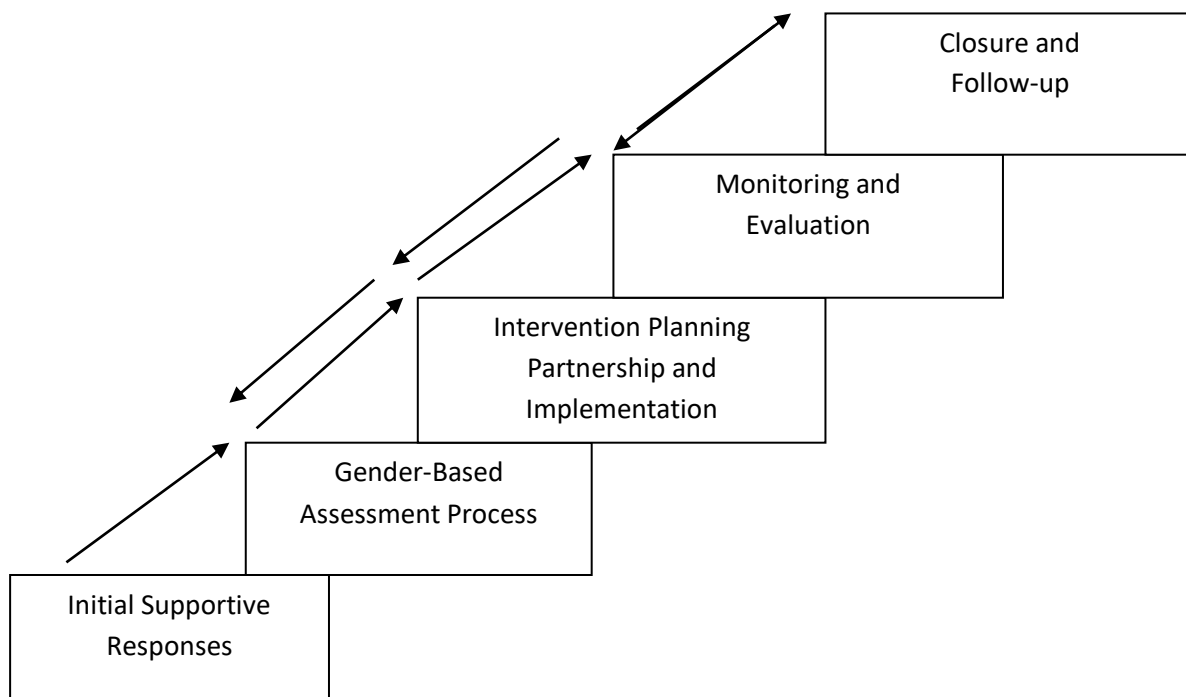 Closure and
Follow-up
Monitoring and
Evaluation
Intervention Planning
Partnership and
Implementation
Gender-Based
Assessment Process
Initial Supportive
Responses